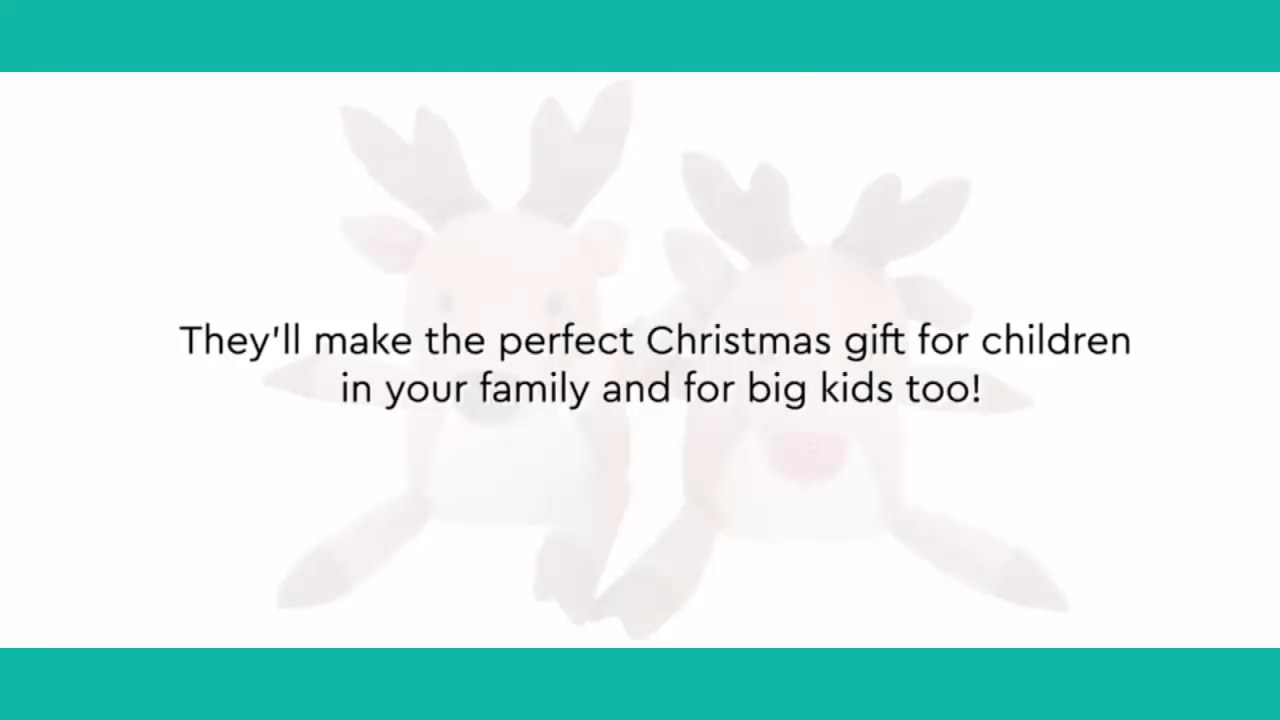 They'll make the perfect Christmas gift for children
in your family and for big kids too!